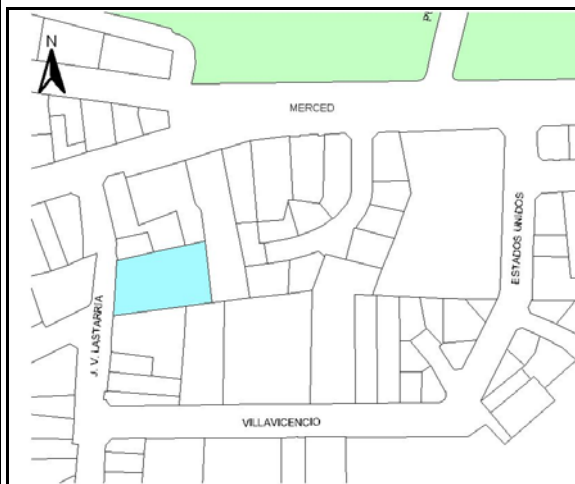 N
MERCED
ESTADOS UNIDOS
J. V. LASTARRIA
VILLAVICENCIO